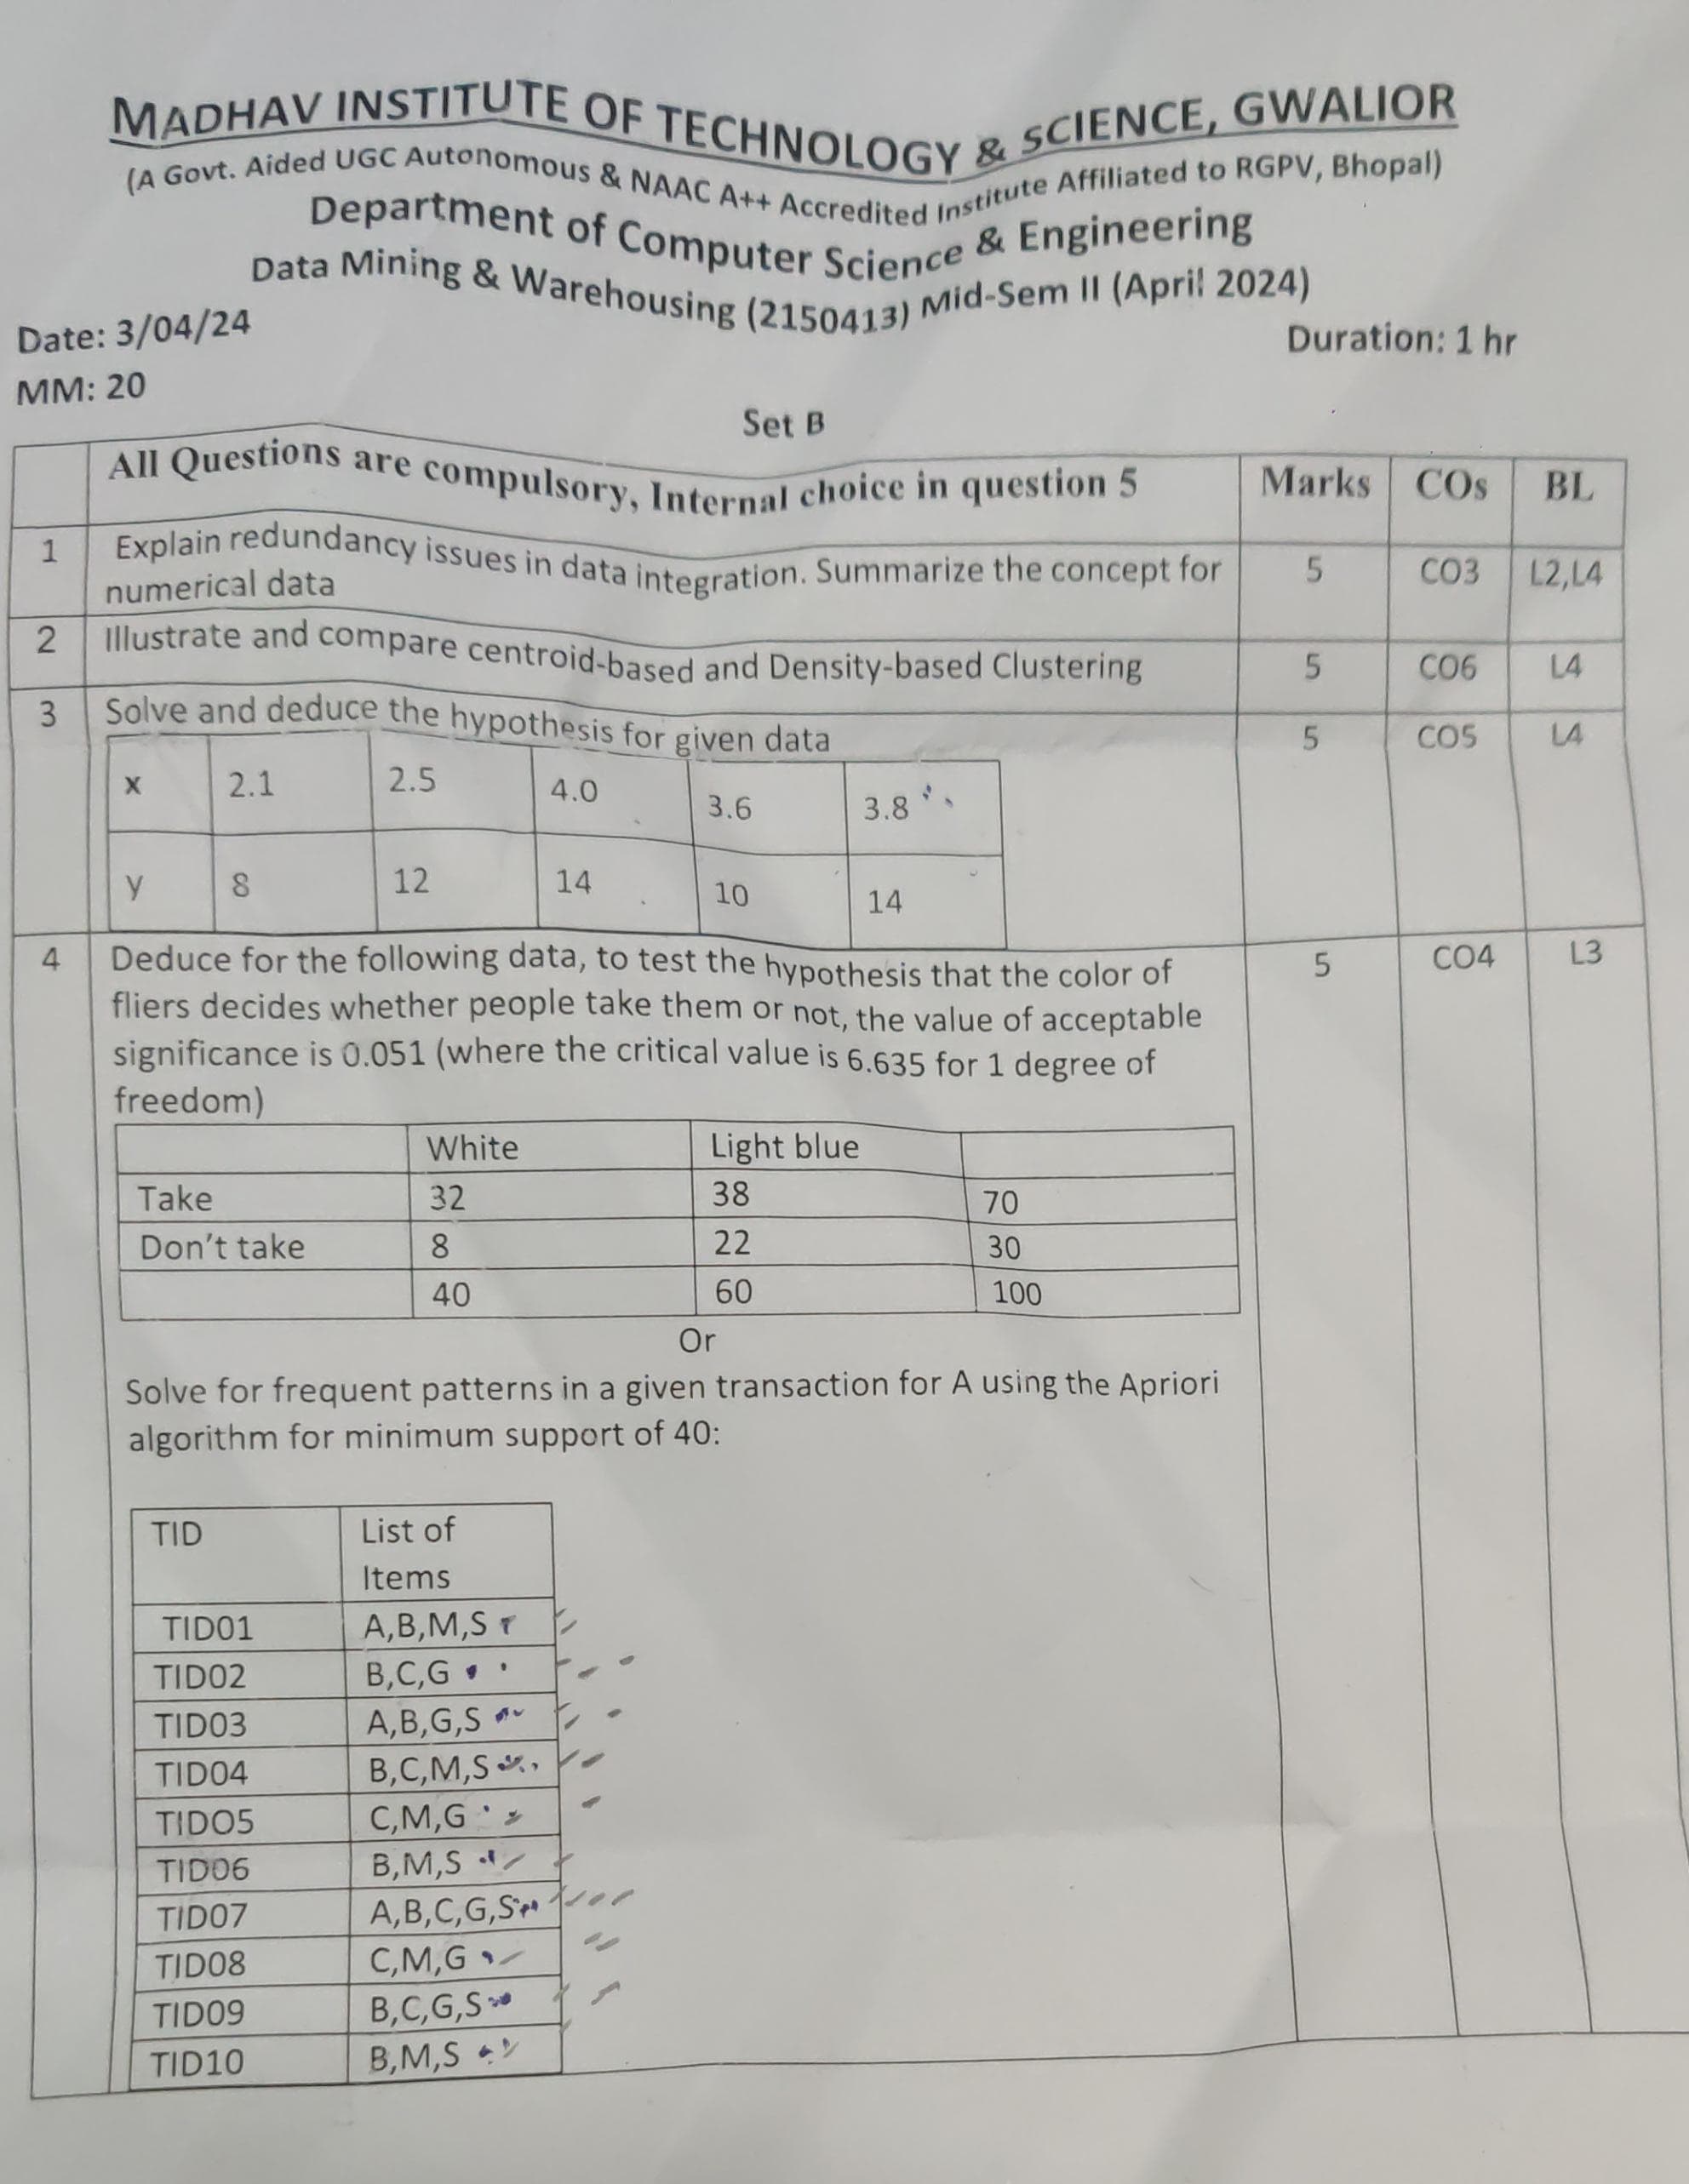 MADHAV INSTITUTE OF TECHNOLOGY & SCIENCE, GWALIOR
(A Govt. Aided UGC Autonomous & NAAC A++ Accredited Institute Affiliated to RGPV, Bhopal)
Department of Computer Science & Engineering
Data Mining & Warehousing (2150413) Mid-Sem II (April 2024)
Date: 3/04/24 Duration: 1 hr
MM: 20
Set B
All Questions are compulsory, Internal choice in question 5 Marks COs BL
1 Explain redundancy issues in data integration. Summarize the concept for 5 CO3 L2,L4
numerical data
2 Illustrate and compare centroid-based and Density-based Clustering 5 CO6 L4
3 Solve and deduce the hypothesis for given data 5 CO5 L4
x 2.1 2.5 4.0 3.6 3.8
y 8 12 14 10 14
4 Deduce for the following data, to test the hypothesis that the color of 5 CO4 L3
fliers decides whether people take them or not, the value of acceptable
significance is 0.051 (where the critical value is 6.635 for 1 degree of
freedom)
White Light blue
Take 32 38 70
Don't take 8 22 30
40 60 100
Or
Solve for frequent patterns in a given transaction for A using the Apriori
algorithm for minimum support of 40:
TID List of
Items
TID01 A,B,M,S
TID02 B,C,G
TID03 A,B,G,S
TID04 B,C,M,S
TIDO5 C,M,G
TID06 B,M,S
TID07 A,B,C,G,S
TID08 C,M,G
TID09 B,C,G,S
TID10 B,M,S